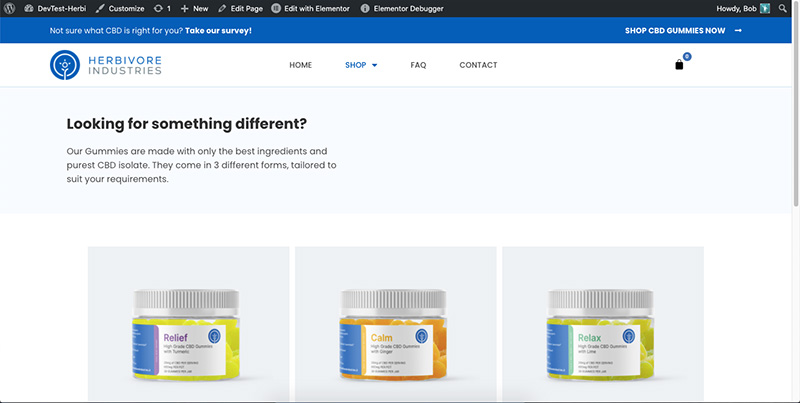 DevTest-Herbi Customize 1 New Edit Page Edit with Elementor Elementor Debugger Howdy, Bob
Not sure what CBD is right for you? Take our survey! SHOP CBD GUMMIES NOW
HERBIVORE
INDUSTRIES
HOME SHOP FAQ CONTACT 0
Looking for something different?
Our Gummies are made with only the best ingredients and
purest CBD isolate. They come in 3 different forms, tailored to
suit your requirements.
Relief
High Grade CBD Gummies
with Turmeric
Calm
High Grade CBD Gummies
with Ginger
Relax
High Grade CBD Gummies
with Lime